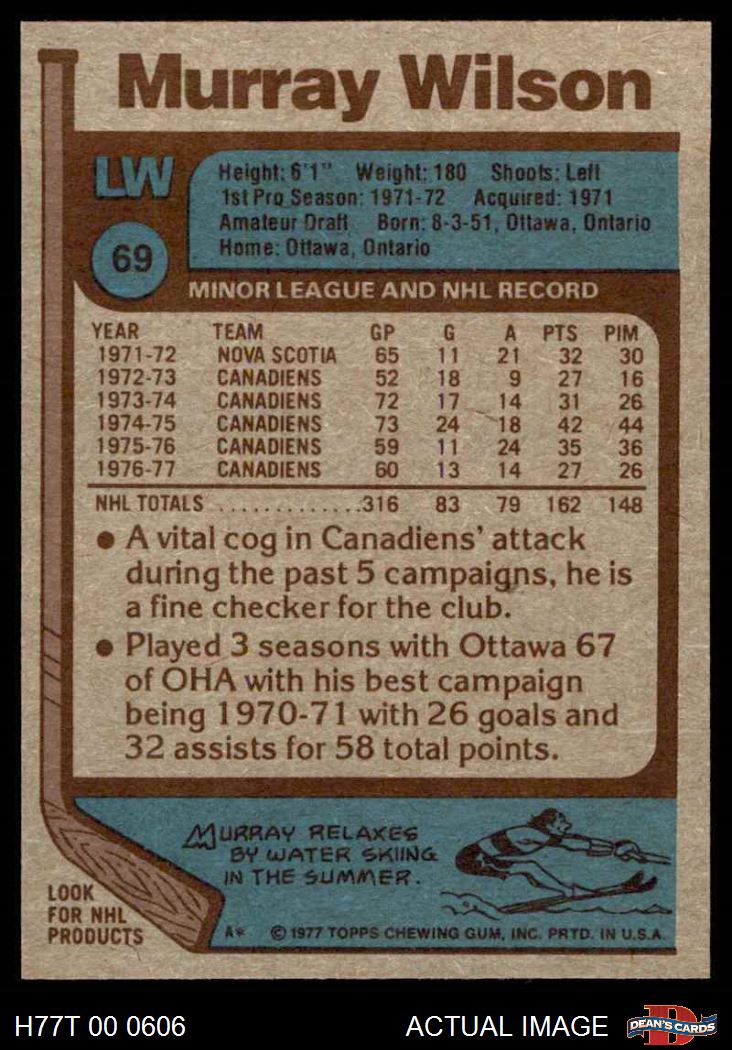 Murray Wilson
LW
69
Height: 6'1" Weight: 180 Shoots: Left
1st Pro Season: 1971-72 Acquired: 1971
Amateur Draft Born: 8-3-51, Ottawa, Ontario
Home: Ottawa, Ontario
MINOR LEAGUE AND NHL RECORD
YEAR TEAM GP G A PTS PIM
1971-72 NOVA SCOTIA 65 11 21 32 30
1972-73 CANADIENS 52 18 9 27 16
1973-74 CANADIENS 72 17 14 31 26
1974-75 CANADIENS 73 24 18 42 44
1975-76 CANADIENS 59 11 24 35 36
1976-77 CANADIENS 60 13 14 27 26
NHL TOTALS .............316 83 79 162 148
● A vital cog in Canadiens' attack
during the past 5 campaigns, he is
a fine checker for the club.
● Played 3 seasons with Ottawa 67
of OHA with his best campaign
being 1970-71 with 26 goals and
32 assists for 58 total points.
MURRAY RELAXES
BY WATER SKIING
IN THE SUMMER.
LOOK
FOR NHL
PRODUCTS
A* © 1977 TOPPS CHEWING GUM, INC. PRTD. IN U.S.A.
H77T 00 0606 ACTUAL IMAGE DEAN'S CARDS